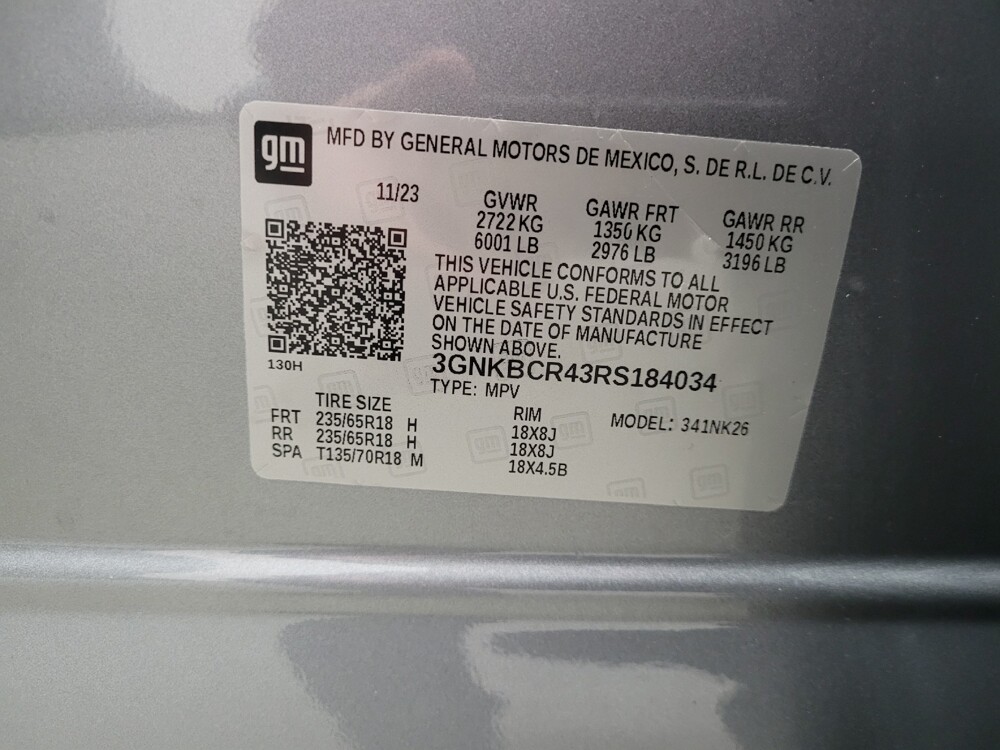 gm
MFD BY GENERAL MOTORS DE MEXICO, S. DE R.L. DE C.V.
11/23
GVWR GAWR FRT GAWR RR
2722 KG 1350 KG 1450 KG
6001 LB 2976 LB 3196 LB
THIS VEHICLE CONFORMS TO ALL
APPLICABLE U.S. FEDERAL MOTOR
VEHICLE SAFETY STANDARDS IN EFFECT
ON THE DATE OF MANUFACTURE
SHOWN ABOVE.
130H
3GNKBCR43RS184034
TYPE: MPV
TIRE SIZE RIM MODEL: 341NK26
FRT 235/65R18 H 18X8J
RR 235/65R18 H 18X8J
SPA T135/70R18 M 18X4.5B